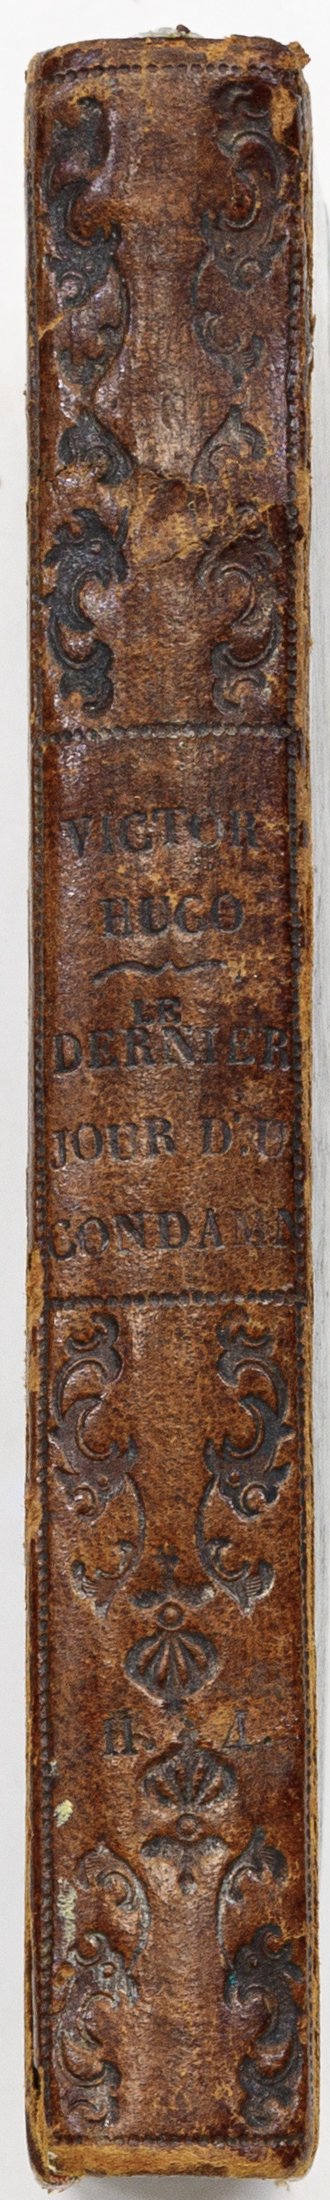 VICTOR
HUGO
LE
DERNIER
JOUR D'U
CONDAMN
H. A.